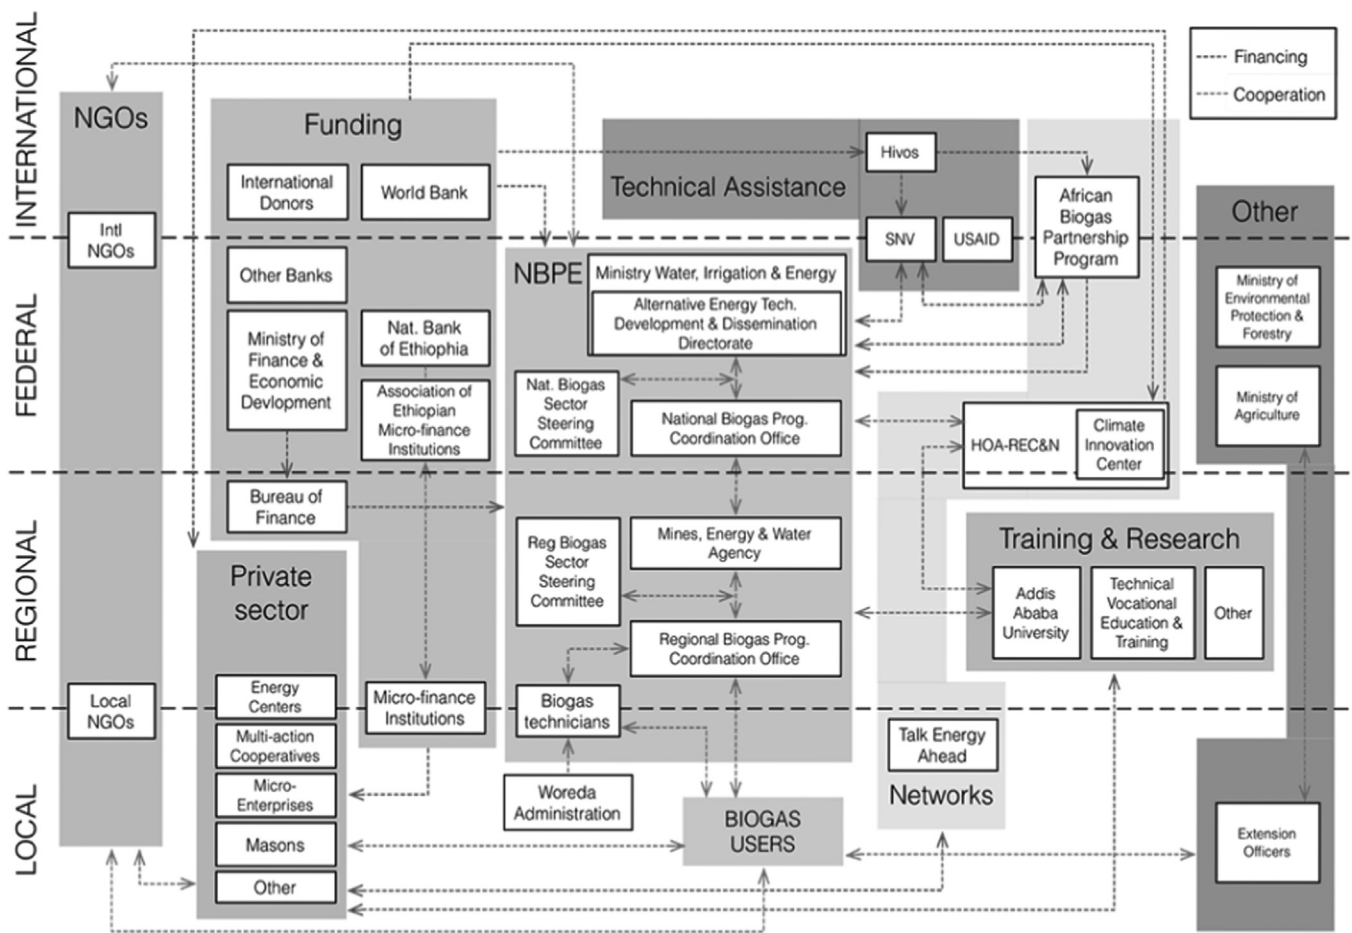 INTERNATIONAL
FEDERAL
REGIONAL
LOCAL
Financing
Cooperation
NGOs
Intl
NGOs
Local
NGOs
Funding
International
Donors
World Bank
Other Banks
Ministry of
Finance &
Economic
Devlopment
Nat. Bank
of Ethiophia
Association of
Ethiopian
Micro-finance
Institutions
Bureau of
Finance
Micro-finance
Institutions
Private
sector
Energy
Centers
Multi-action
Cooperatives
Micro-
Enterprises
Masons
Other
NBPE
Ministry Water, Irrigation & Energy
Alternative Energy Tech.
Development & Dissemination
Directorate
Nat. Biogas
Sector
Steering
Committee
National Biogas Prog.
Coordination Office
Reg Biogas
Sector
Steering
Committee
Mines, Energy & Water
Agency
Regional Biogas Prog.
Coordination Office
Biogas
technicians
Woreda
Administration
BIOGAS
USERS
Technical Assistance
Hivos
SNV
USAID
African
Biogas
Partnership
Program
HOA-REC&N
Climate
Innovation
Center
Training & Research
Addis
Ababa
University
Technical
Vocational
Education &
Training
Other
Talk Energy
Ahead
Networks
Other
Ministry of
Environmental
Protection &
Forestry
Ministry of
Agriculture
Extension
Officers